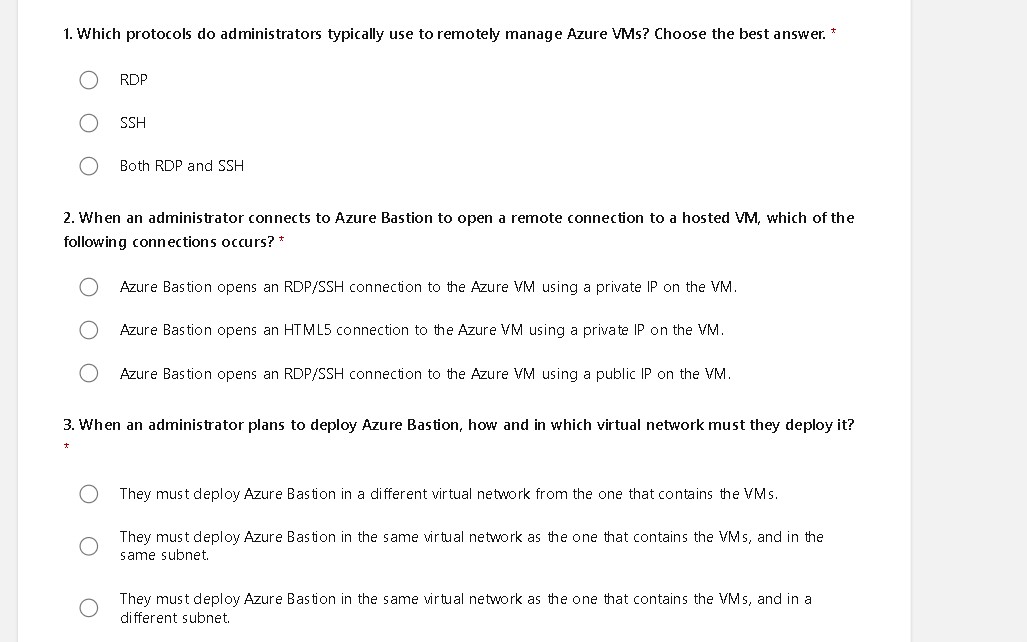 1. Which protocols do administrators typically use to remotely manage Azure VMs? Choose the best answer. *
RDP
SSH
Both RDP and SSH
2. When an administrator connects to Azure Bastion to open a remote connection to a hosted VM, which of the
following connections occurs? *
Azure Bastion opens an RDP/SSH connection to the Azure VM using a private IP on the VM.
Azure Bastion opens an HTML5 connection to the Azure VM using a private IP on the VM.
Azure Bastion opens an RDP/SSH connection to the Azure VM using a public IP on the VM.
3. When an administrator plans to deploy Azure Bastion, how and in which virtual network must they deploy it?
*
They must deploy Azure Bastion in a different virtual network from the one that contains the VMs.
They must deploy Azure Bastion in the same virtual network as the one that contains the VMs, and in the
same subnet.
They must deploy Azure Bastion in the same virtual network as the one that contains the VMs, and in a
different subnet.